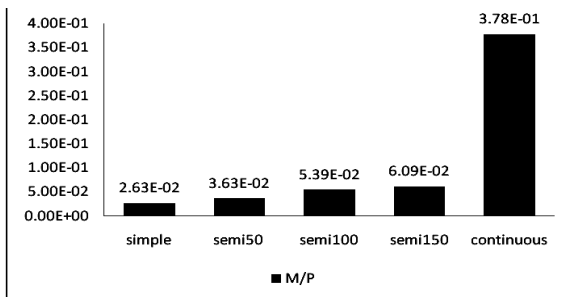 4.00E-01
3.78E-01
3.50E-01
3.00E-01
2.50E-01
2.00E-01
1.50E-01
1.00E-01
2.63E-02 3.63E-02 5.39E-02 6.09E-02
5.00E-02
0.00E+00
simple semi50 semi100 semi150 continuous
M/P